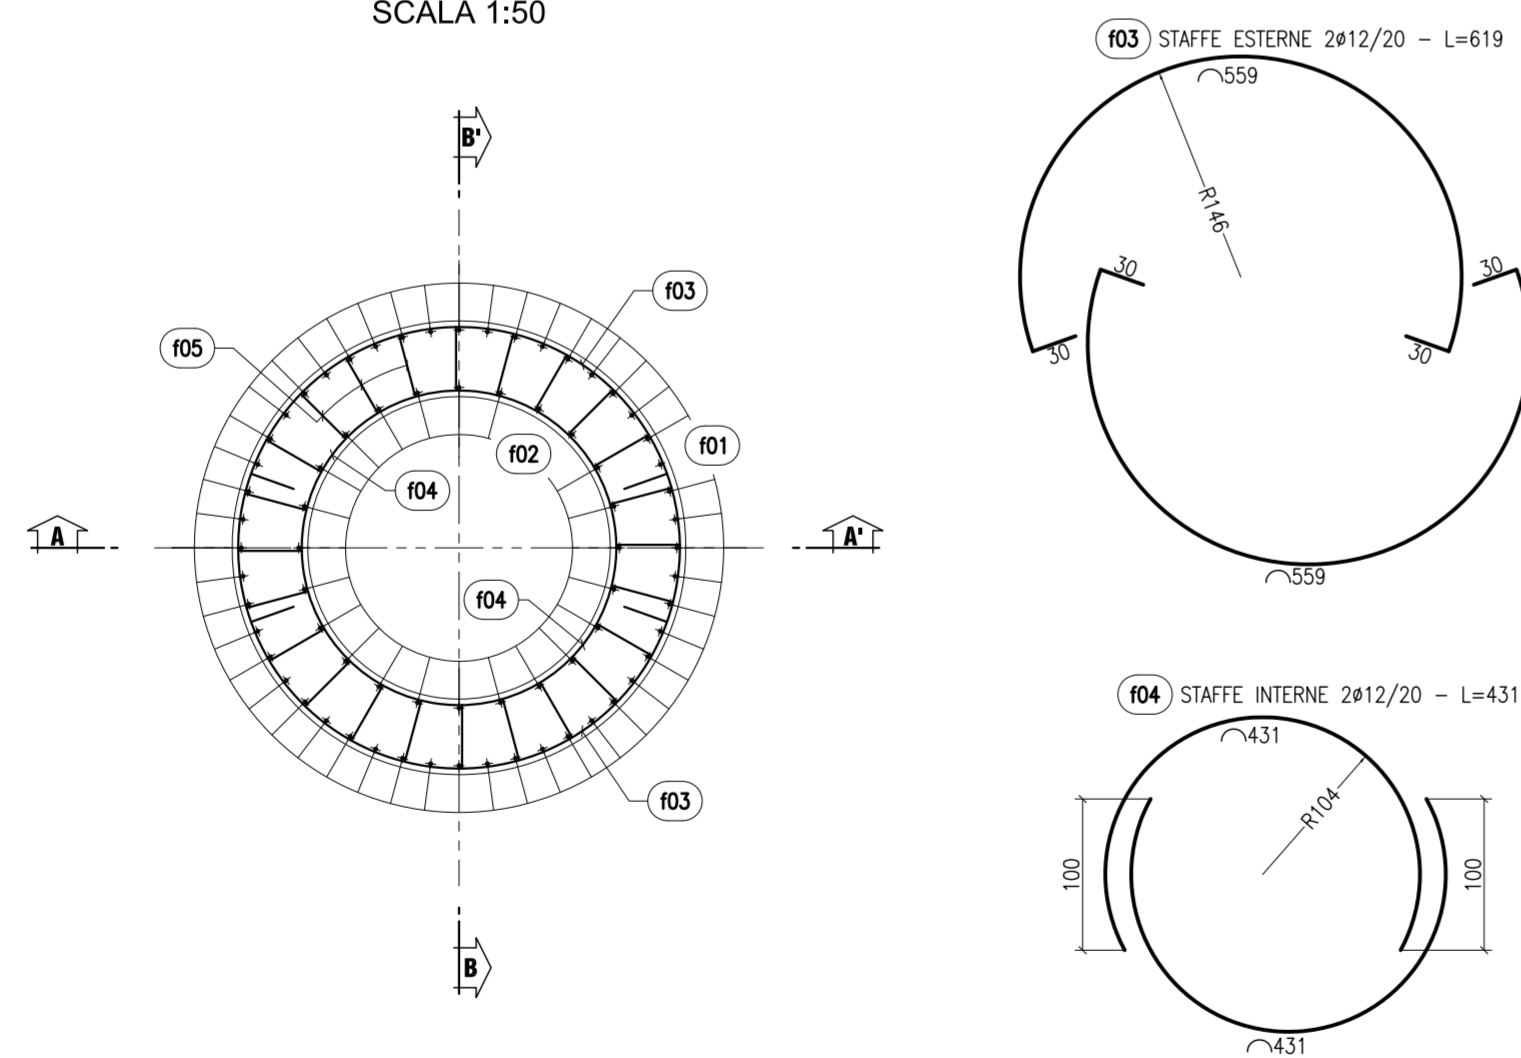 SCALA 1:50
f03 STAFFE ESTERNE 2ø12/20 - L=619
559
B'
R146
30
30
30
30
f03
f05
f01
f02
f04
A
A'
f04
559
f04 STAFFE INTERNE 2ø12/20 - L=431
431
R104
100
100
f03
B
431